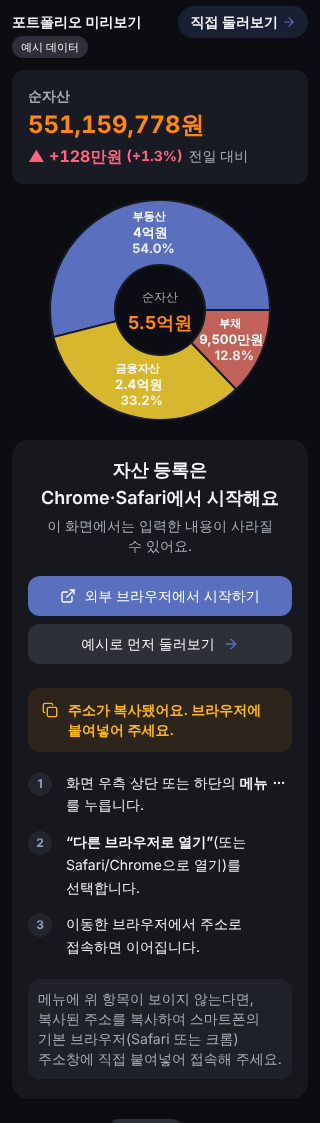 포트폴리오 미리보기
직접 둘러보기 →
예시 데이터
순자산
551,159,778원
▲ +128만원 (+1.3%) 전일 대비
부동산
4억원
54.0%
순자산
5.5억원
부채
9,500만원
12.8%
금융자산
2.4억원
33.2%
자산 등록은
Chrome·Safari에서 시작해요
이 화면에서는 입력한 내용이 사라질
수 있어요.
외부 브라우저에서 시작하기
예시로 먼저 둘러보기 →
주소가 복사됐어요. 브라우저에
붙여넣어 주세요.
1 화면 우측 상단 또는 하단의 메뉴 ⋯
를 누릅니다.
2 “다른 브라우저로 열기”(또는
Safari/Chrome으로 열기)를
선택합니다.
3 이동한 브라우저에서 주소로
접속하면 이어집니다.
메뉴에 위 항목이 보이지 않는다면,
복사된 주소를 복사하여 스마트폰의
기본 브라우저(Safari 또는 크롬)
주소창에 직접 붙여넣어 접속해 주세요.